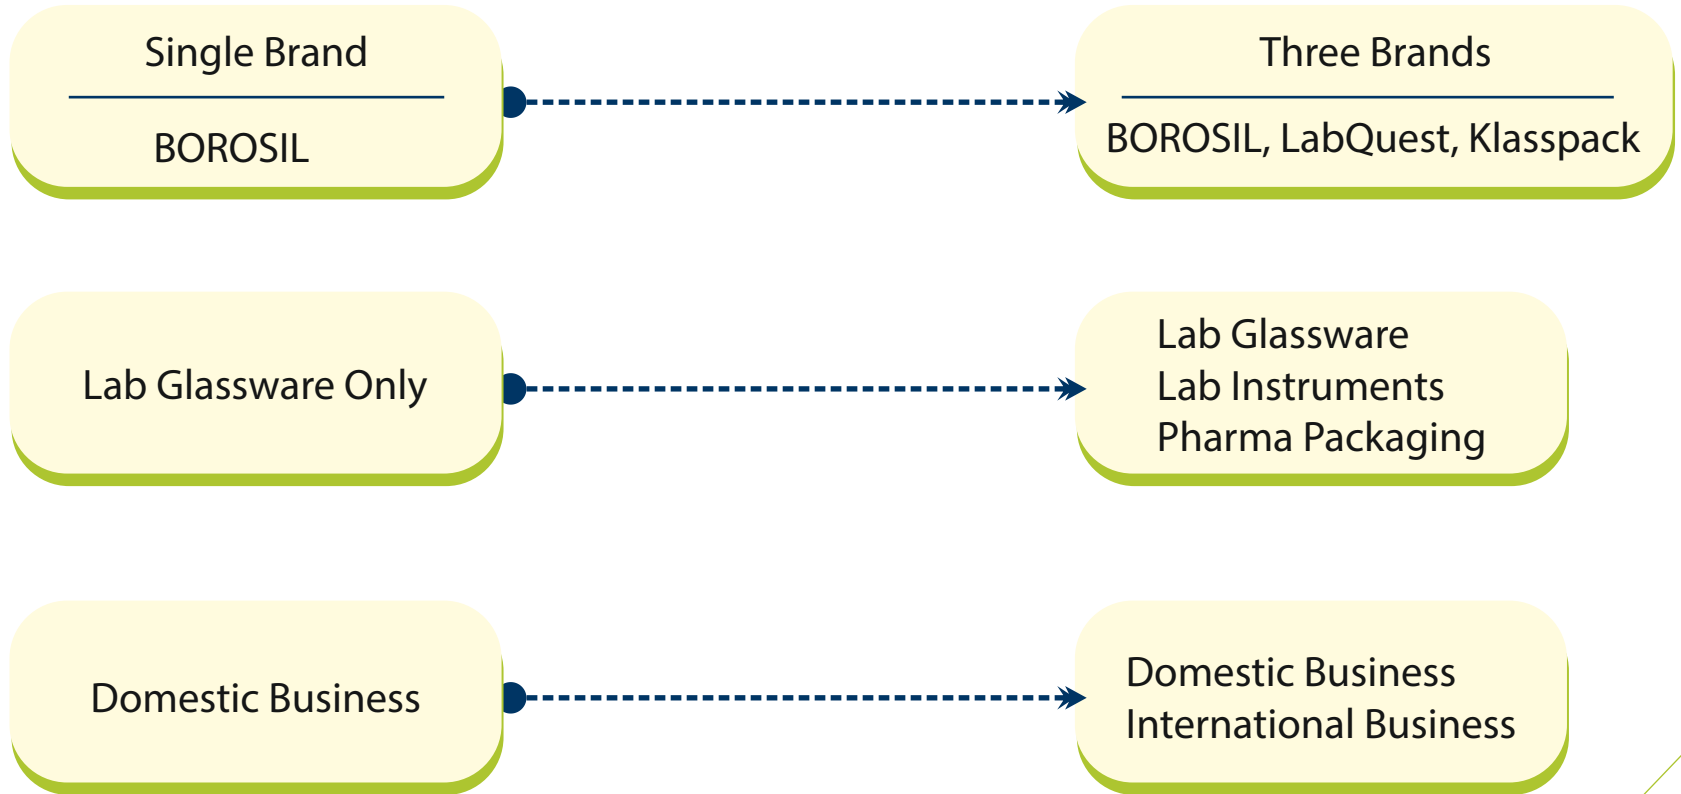 Single Brand
BOROSIL
Three Brands
BOROSIL, LabQuest, Klasspack
Lab Glassware Only
Lab Glassware
Lab Instruments
Pharma Packaging
Domestic Business
Domestic Business
International Business